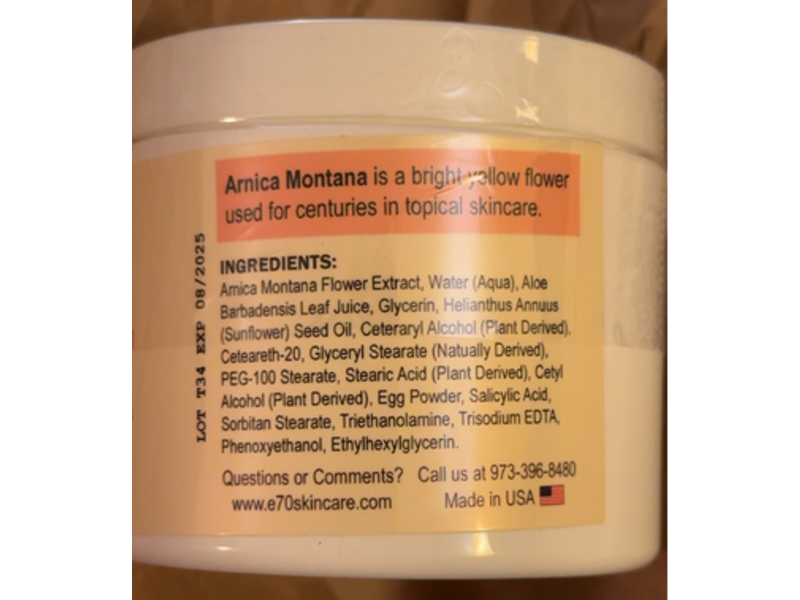 Arnica Montana is a bright yellow flower
used for centuries in topical skincare.
INGREDIENTS:
Arnica Montana Flower Extract, Water (Aqua), Aloe
Barbadensis Leaf Juice, Glycerin, Helianthus Annuus
(Sunflower) Seed Oil, Ceteraryl Alcohol (Plant Derived),
Ceteareth-20, Glyceryl Stearate (Natually Derived),
PEG-100 Stearate, Stearic Acid (Plant Derived), Cetyl
Alcohol (Plant Derived), Egg Powder, Salicylic Acid,
Sorbitan Stearate, Triethanolamine, Trisodium EDTA,
Phenoxyethanol, Ethylhexylglycerin.
Questions or Comments? Call us at 973-396-8480
www.e70skincare.com Made in USA
LOT T34 EXP 08/2025